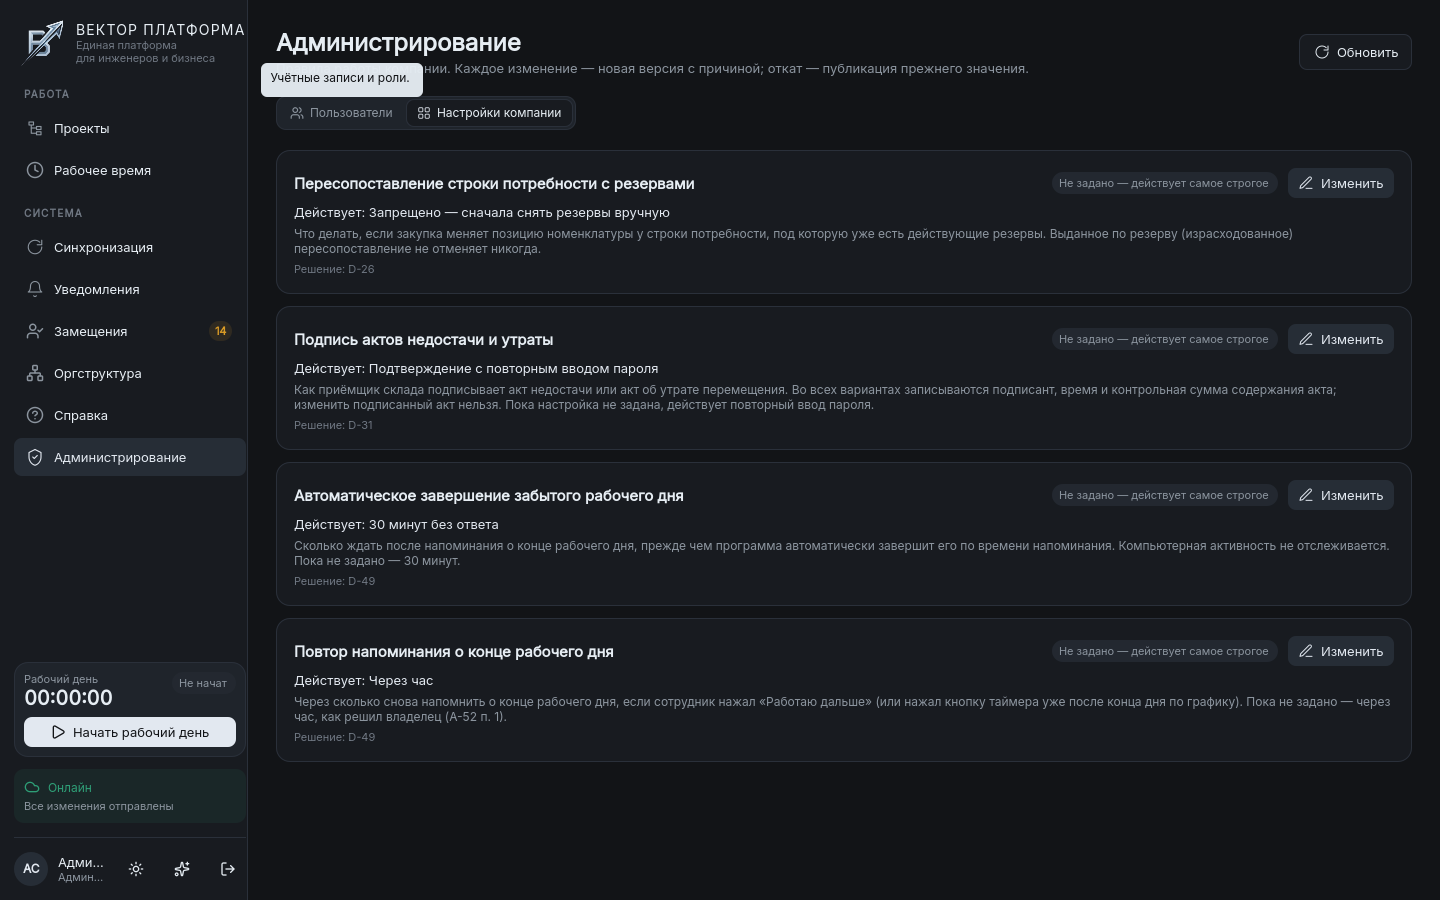 ВЕКТОР ПЛАТФОРМА
Единая платформа
для инженеров и бизнеса
РАБОТА
Проекты
Рабочее время
СИСТЕМА
Синхронизация
Уведомления
Замещения
14
Оргструктура
Справка
Администрирование
Рабочий день
00:00:00
Не начат
Начать рабочий день
Онлайн
Все изменения отправлены
АС
Адми...
Админ...
Администрирование
Обновить
нии. Каждое изменение — новая версия с причиной; откат — публикация прежнего значения.
Учётные записи и роли.
Пользователи
Настройки компании
Пересопоставление строки потребности с резервами
Не задано — действует самое строгое
Изменить
Действует: Запрещено — сначала снять резервы вручную
Что делать, если закупка меняет позицию номенклатуры у строки потребности, под которую уже есть действующие резервы. Выданное по резерву (израсходованное)
пересопоставление не отменяет никогда.
Решение: D-26
Подпись актов недостачи и утраты
Не задано — действует самое строгое
Изменить
Действует: Подтверждение с повторным вводом пароля
Как приёмщик склада подписывает акт недостачи или акт об утрате перемещения. Во всех вариантах записываются подписант, время и контрольная сумма содержания акта;
изменить подписанный акт нельзя. Пока настройка не задана, действует повторный ввод пароля.
Решение: D-31
Автоматическое завершение забытого рабочего дня
Не задано — действует самое строгое
Изменить
Действует: 30 минут без ответа
Сколько ждать после напоминания о конце рабочего дня, прежде чем программа автоматически завершит его по времени напоминания. Компьютерная активность не отслеживается.
Пока не задано — 30 минут.
Решение: D-49
Повтор напоминания о конце рабочего дня
Не задано — действует самое строгое
Изменить
Действует: Через час
Через сколько снова напомнить о конце рабочего дня, если сотрудник нажал «Работаю дальше» (или нажал кнопку таймера уже после конца дня по графику). Пока не задано — через
час, как решил владелец (А-52 п. 1).
Решение: D-49